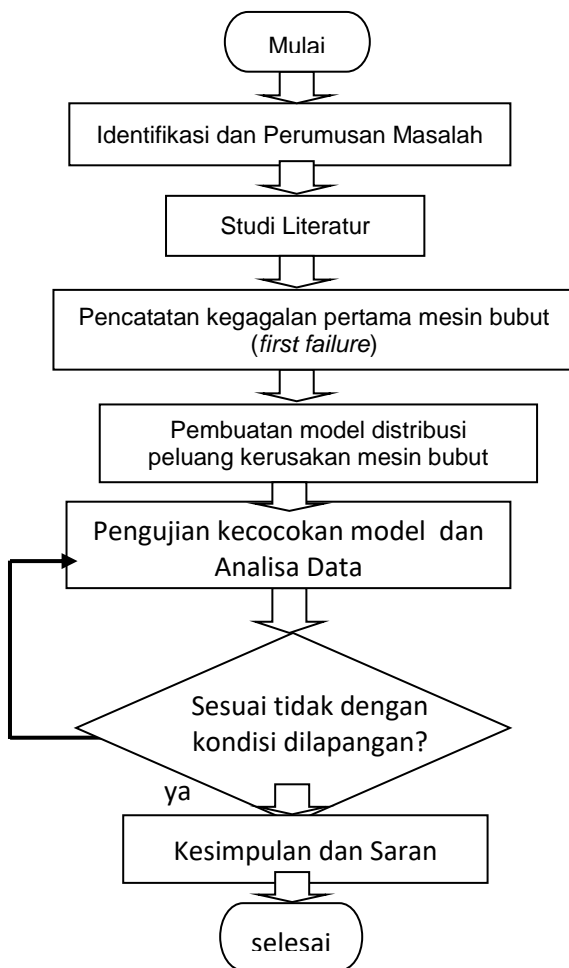 Mulai
Identifikasi dan Perumusan Masalah
Studi Literatur
Pencatatan kegagalan pertama mesin bubut
(first failure)
Pembuatan model distribusi
peluang kerusakan mesin bubut
Pengujian kecocokan model dan
Analisa Data
Sesuai tidak dengan
kondisi dilapangan?
ya
Kesimpulan dan Saran
selesai